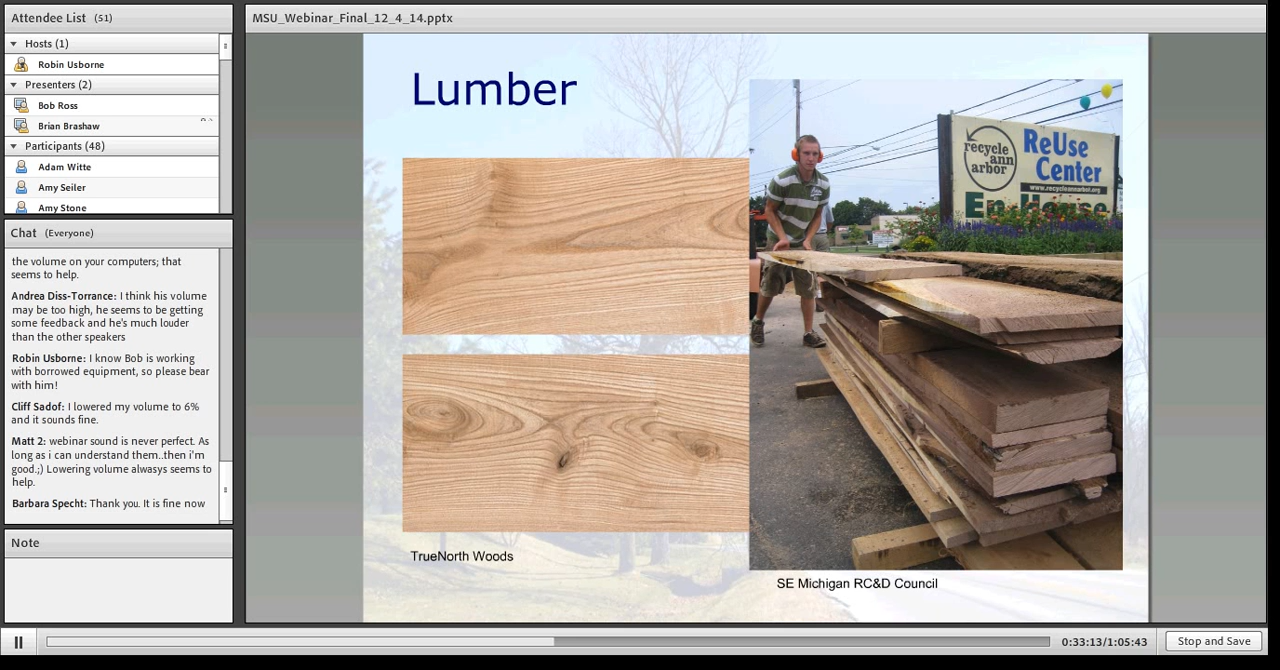 Attendee List (51)
Hosts (1)
Robin Usborne
Presenters (2)
Bob Ross
Brian Brashaw
Participants (48)
Adam Witte
Amy Seiler
Amy Stone
Chat (Everyone)
the volume on your computers; that
seems to help.
Andrea Diss-Torrance: I think his volume
may be too high, he seems to be getting
some feedback and he's much louder
than the other speakers
Robin Usborne: I know Bob is working
with borrowed equipment, so please bear
with him!
Cliff Sadof: I lowered my volume to 6%
and it sounds fine.
Matt 2: webinar sound is never perfect. As
long as i can understand them..then i'm
good.;) Lowering volume alwasys seems to
help.
Barbara Specht: Thank you. It is fine now
Note
MSU_Webinar_Final_12_4_14.pptx
Lumber
recycle
ann
arbor
ReUse
Center
www.recycleannarbor.org
TrueNorth Woods
SE Michigan RC&D Council
0:33:13/1:05:43
Stop and Save